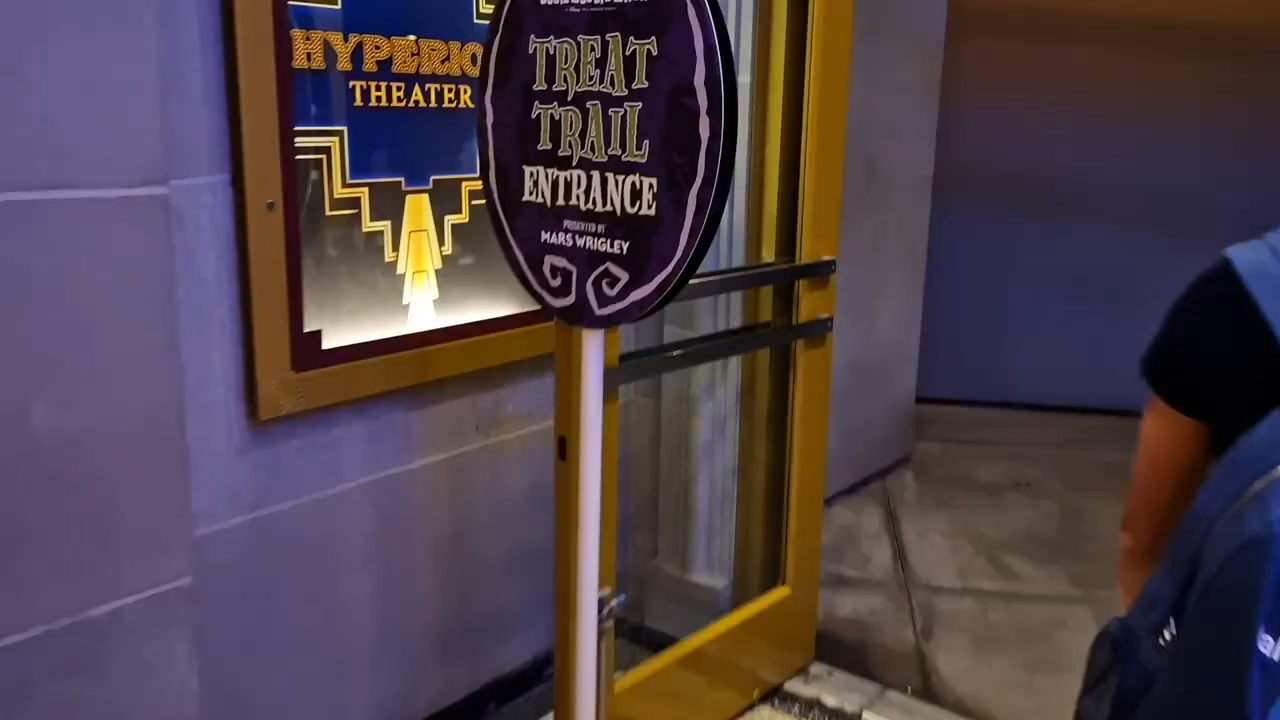 HYPERIO
THEATER
TREAT
TRAIL
ENTRANCE
PRESENTED BY
MARS WRIGLEY